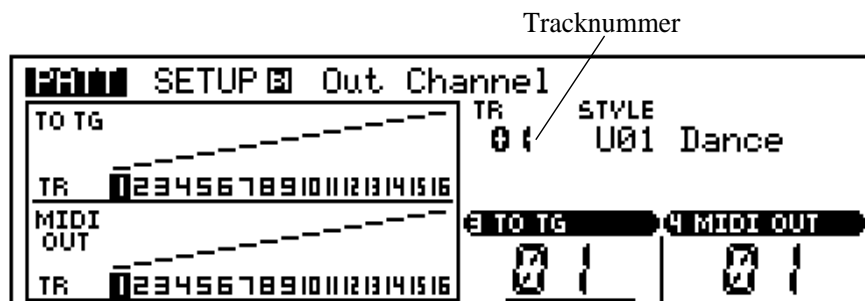 Tracknummer
PATT SETUP 3 Out Channel
TO TG
TR 1 2 3 4 5 6 7 8 9 10 11 12 13 14 15 16
MIDI OUT
TR 1 2 3 4 5 6 7 8 9 10 11 12 13 14 15 16
TR STYLE
01 U01 Dance
3 TO TG 4 MIDI OUT
01 01